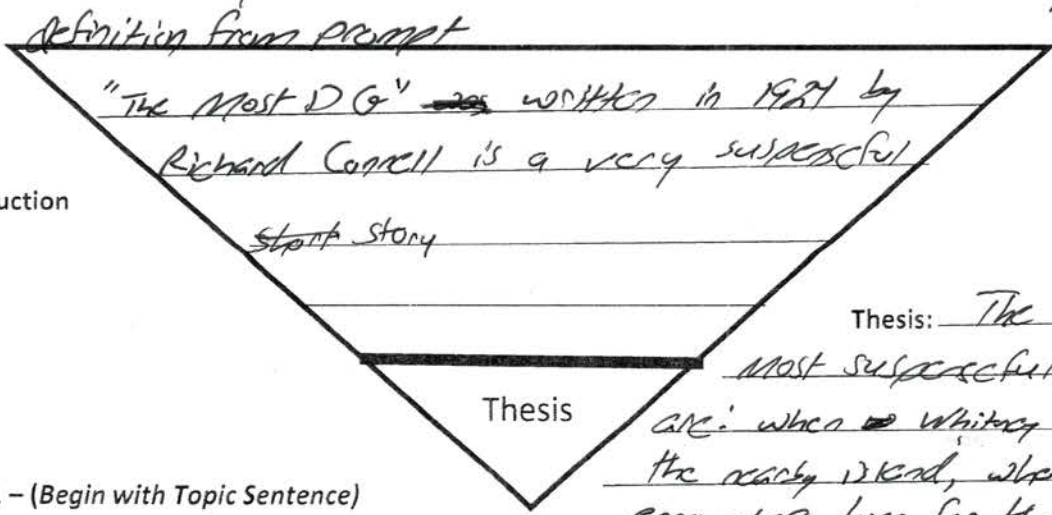 definition from prompt
"The Most D G" written in 1924 by
Richard Connell is a very suspenseful
short story
uction
Thesis: The
most suspenseful
Thesis
are: when Whitney
the nearby island,
– (Begin with Topic Sentence)